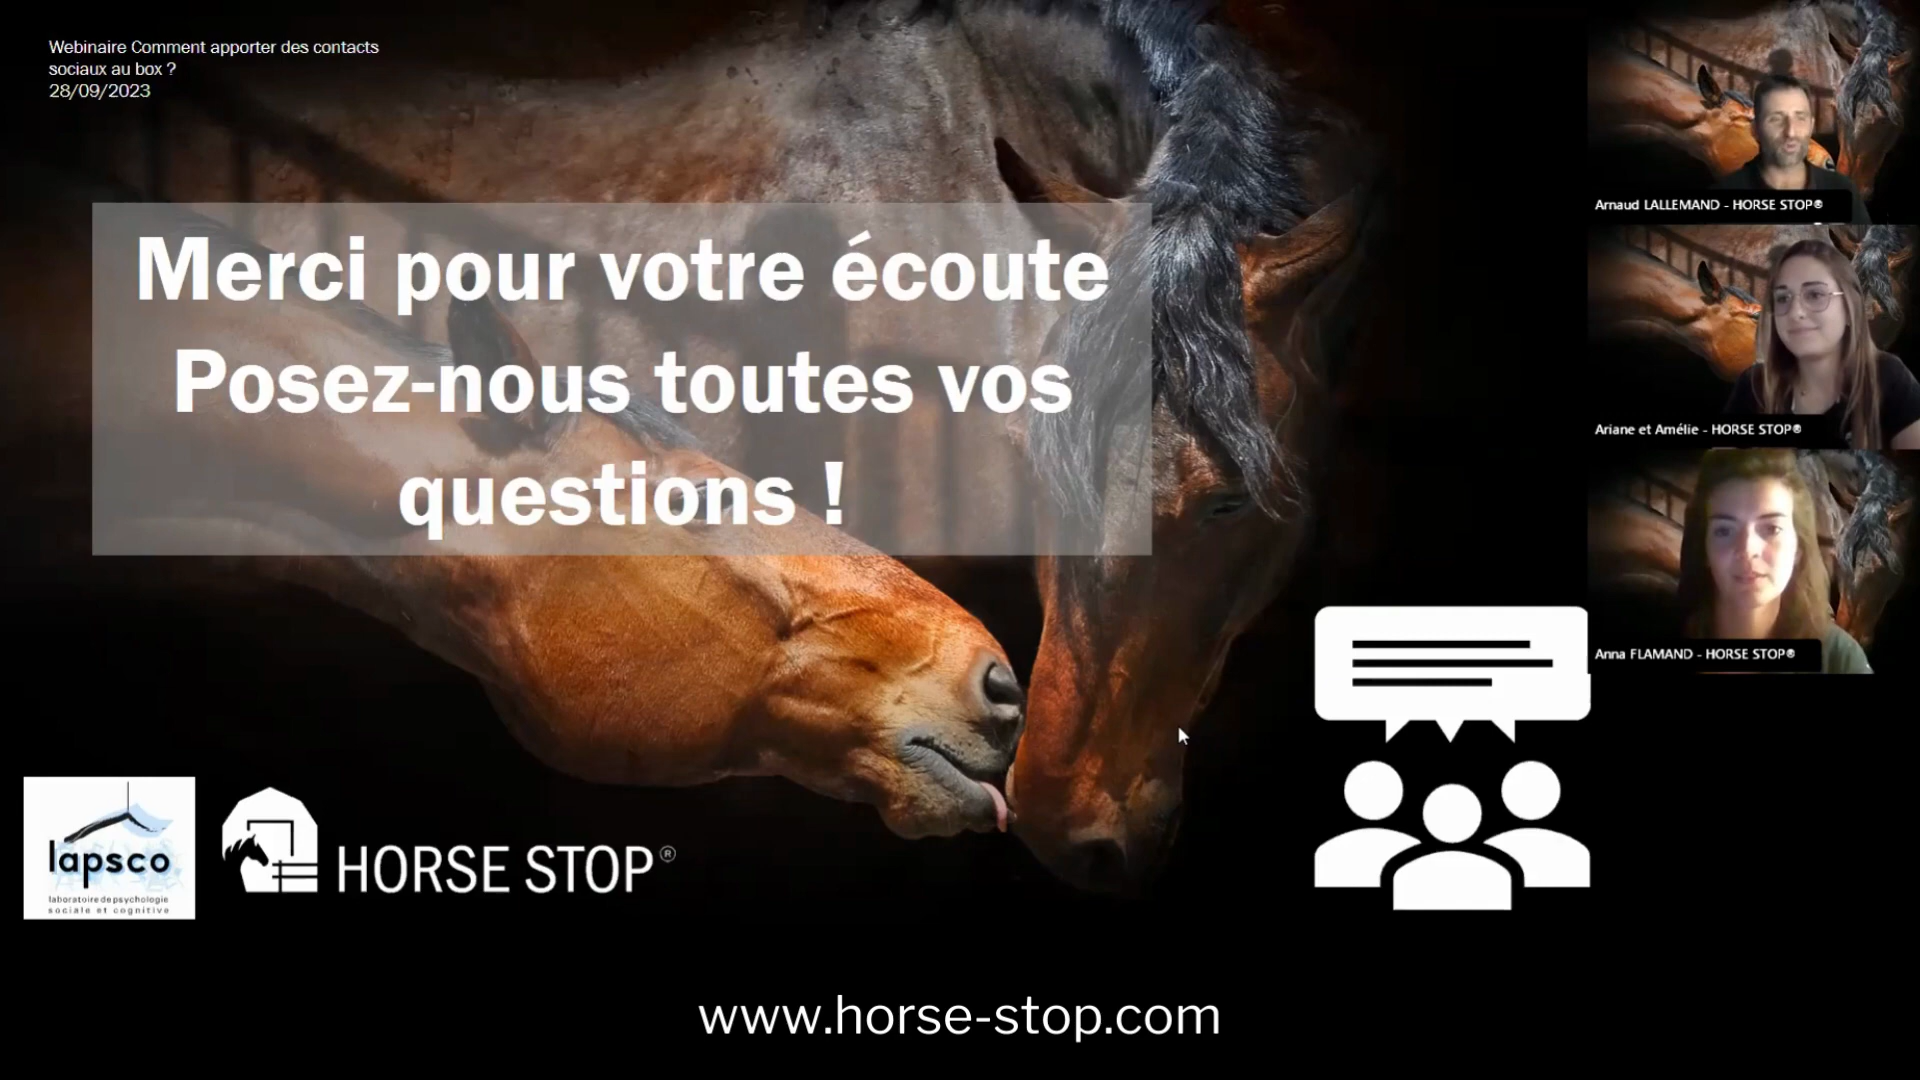 Webinaire Comment apporter des contacts
sociaux au box ?
28/09/2023
Merci pour votre écoute
Posez-nous toutes vos
questions !
Arnaud LALLEMAND - HORSE STOP®
Ariane et Amélie - HORSE STOP®
Anna FLAMAND - HORSE STOP®
lapsco
laboratoire de psychologie
sociale et cognitive
HORSE STOP®
www.horse-stop.com